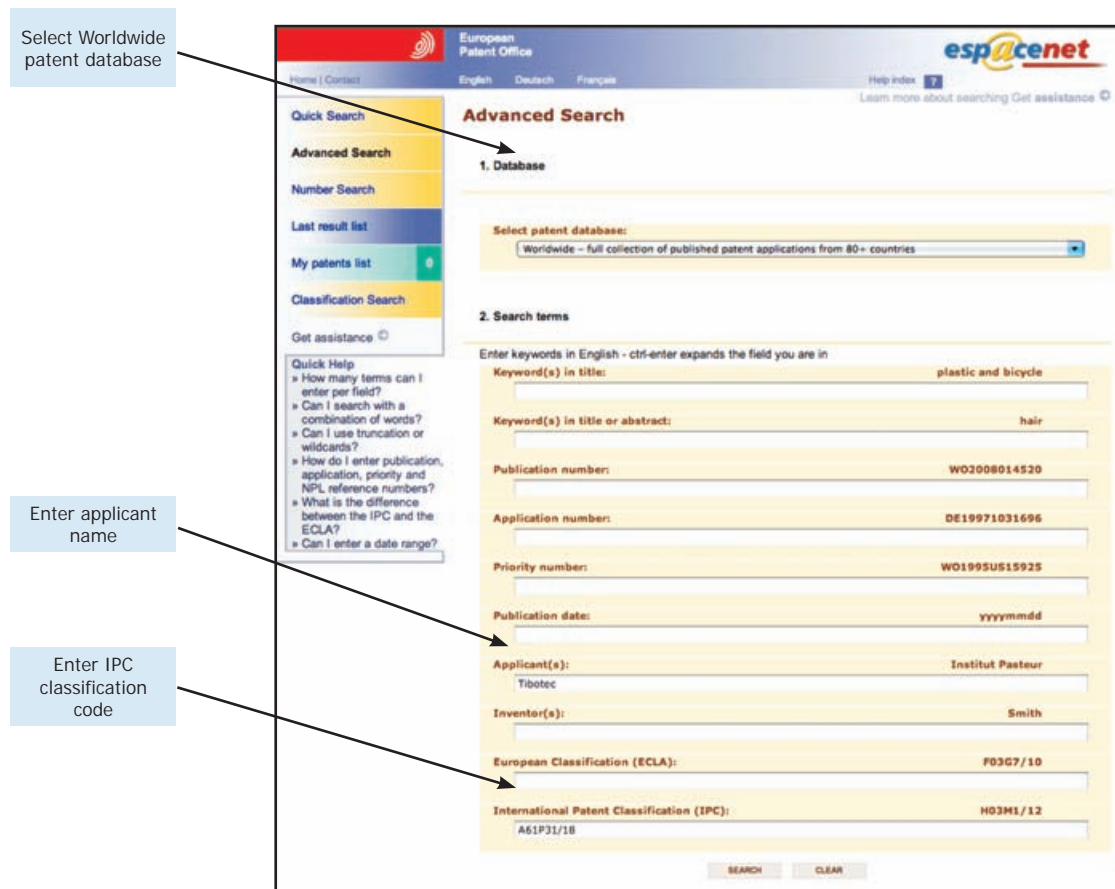 Select Worldwide
patent database
Enter applicant
name
Enter IPC
classification
code
European
Patent Office
espacenet
Home | Contact
English Deutsch Français
Help index ?
Learn more about searching Get assistance
Quick Search
Advanced Search
Number Search
Last result list
My patents list 0
Classification Search
Get assistance
Quick Help
» How many terms can I
enter per field?
» Can I search with a
combination of words?
» Can I use truncation or
wildcards?
» How do I enter publication,
application, priority and
NPL reference numbers?
» What is the difference
between the IPC and the
ECLA?
» Can I enter a date range?
Advanced Search
1. Database
Select patent database:
Worldwide - full collection of published patent applications from 80+ countries
2. Search terms
Enter keywords in English - ctrl-enter expands the field you are in
Keyword(s) in title: plastic and bicycle
Keyword(s) in title or abstract: hair
Publication number: WO2008014520
Application number: DE19971031696
Priority number: WO1995US15925
Publication date: yyyymmdd
Applicant(s): Institut Pasteur
Tibotec
Inventor(s): Smith
European Classification (ECLA): F03G7/10
International Patent Classification (IPC): H03M1/12
A61P31/18
SEARCH CLEAR